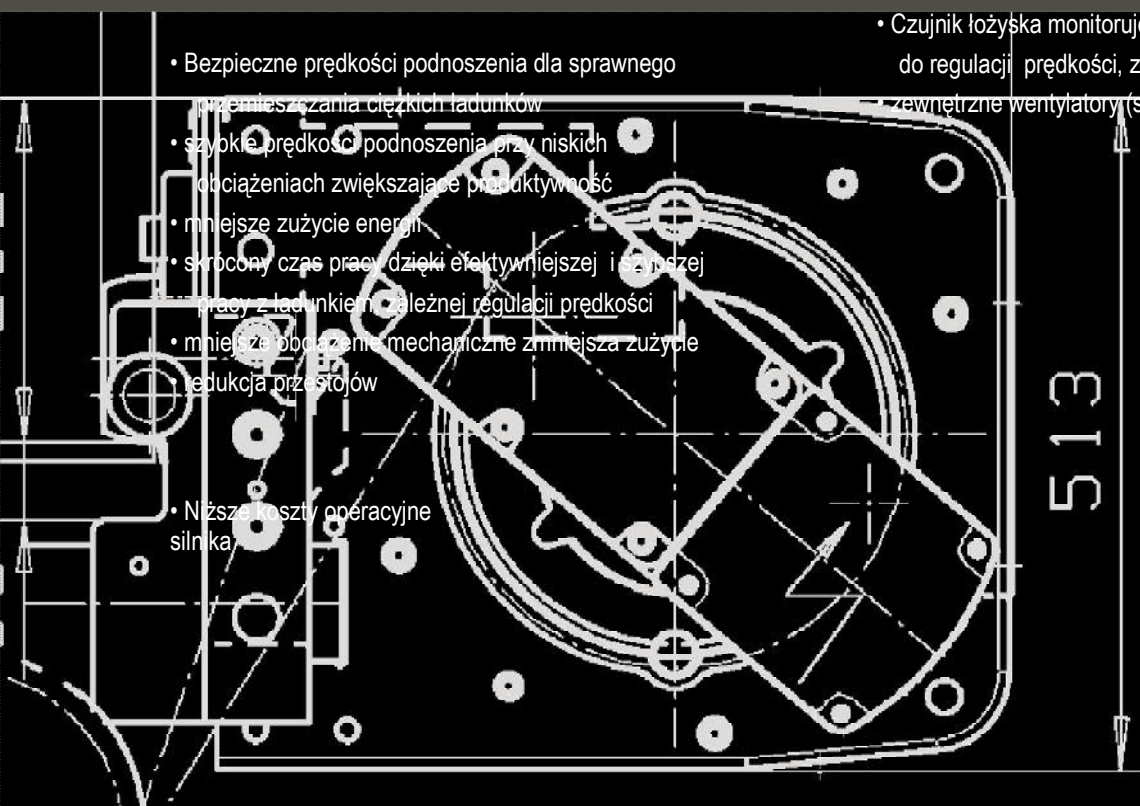 • Bezpieczne prędkości podnoszenia dla sprawnego
przemieszczania ciężkich ładunków
• szybkie prędkości podnoszenia przy niskich
obciążeniach zwiększające produktywność
• mniejsze zużycie energii
• skrócony czas pracy dzięki efektywniejszej i szybszej
pracy z ładunkiem, zależnej regulacji prędkości
• mniejsze obciążenie mechaniczne zmniejsza zużycie
• redukcja przestojów
• Niższe koszty operacyjne
silnika
• Czujnik łożyska monitoruje
do regulacji prędkości, z
• zewnętrzne wentylatory (s
513